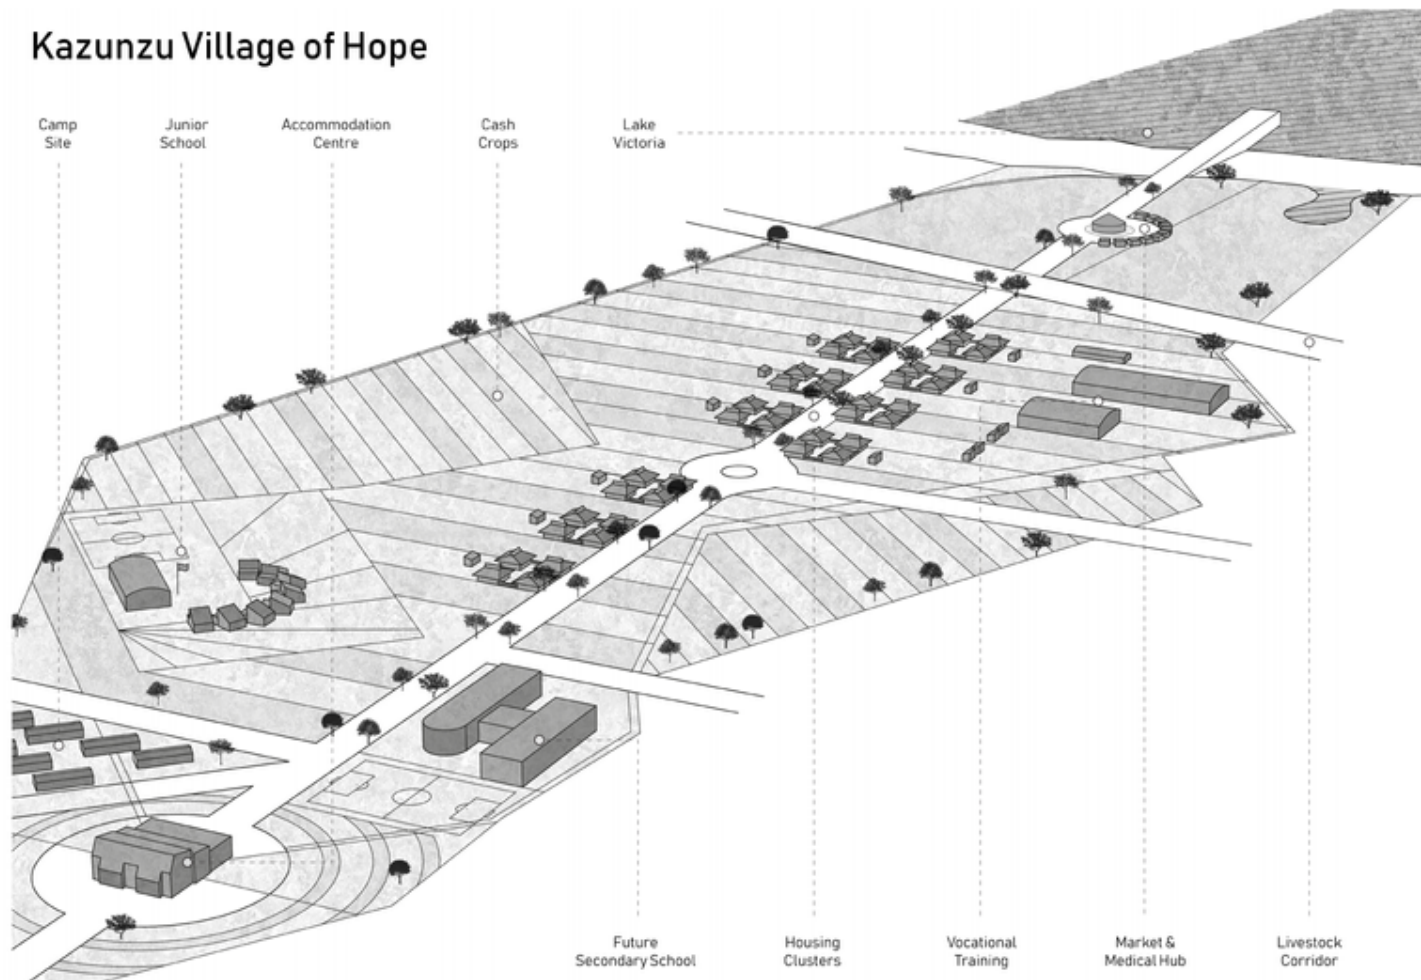 Kazunzu Village of Hope
Camp
Site
Junior
School
Accommodation
Centre
Cash
Crops
Lake
Victoria
Future
Secondary School
Housing
Clusters
Vocational
Training
Market &
Medical Hub
Livestock
Corridor